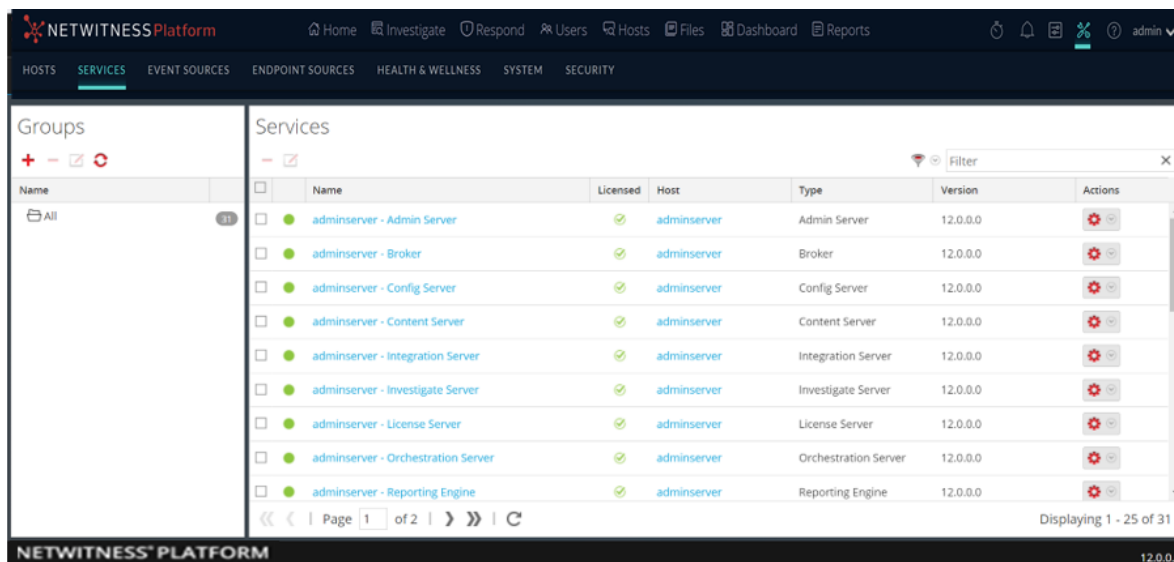 NETWITNESS Platform Home Investigate Respond Users Hosts Files Dashboard Reports admin
HOSTS SERVICES EVENT SOURCES ENDPOINT SOURCES HEALTH & WELLNESS SYSTEM SECURITY
Groups
Services
Filter
Name
Name Licensed Host Type Version Actions
All 31
adminserver - Admin Server adminserver Admin Server 12.0.0.0
adminserver - Broker adminserver Broker 12.0.0.0
adminserver - Config Server adminserver Config Server 12.0.0.0
adminserver - Content Server adminserver Content Server 12.0.0.0
adminserver - Integration Server adminserver Integration Server 12.0.0.0
adminserver - Investigate Server adminserver Investigate Server 12.0.0.0
adminserver - License Server adminserver License Server 12.0.0.0
adminserver - Orchestration Server adminserver Orchestration Server 12.0.0.0
adminserver - Reporting Engine adminserver Reporting Engine 12.0.0.0
Page 1 of 2 Displaying 1 - 25 of 31
NETWITNESS® PLATFORM 12.0.0.